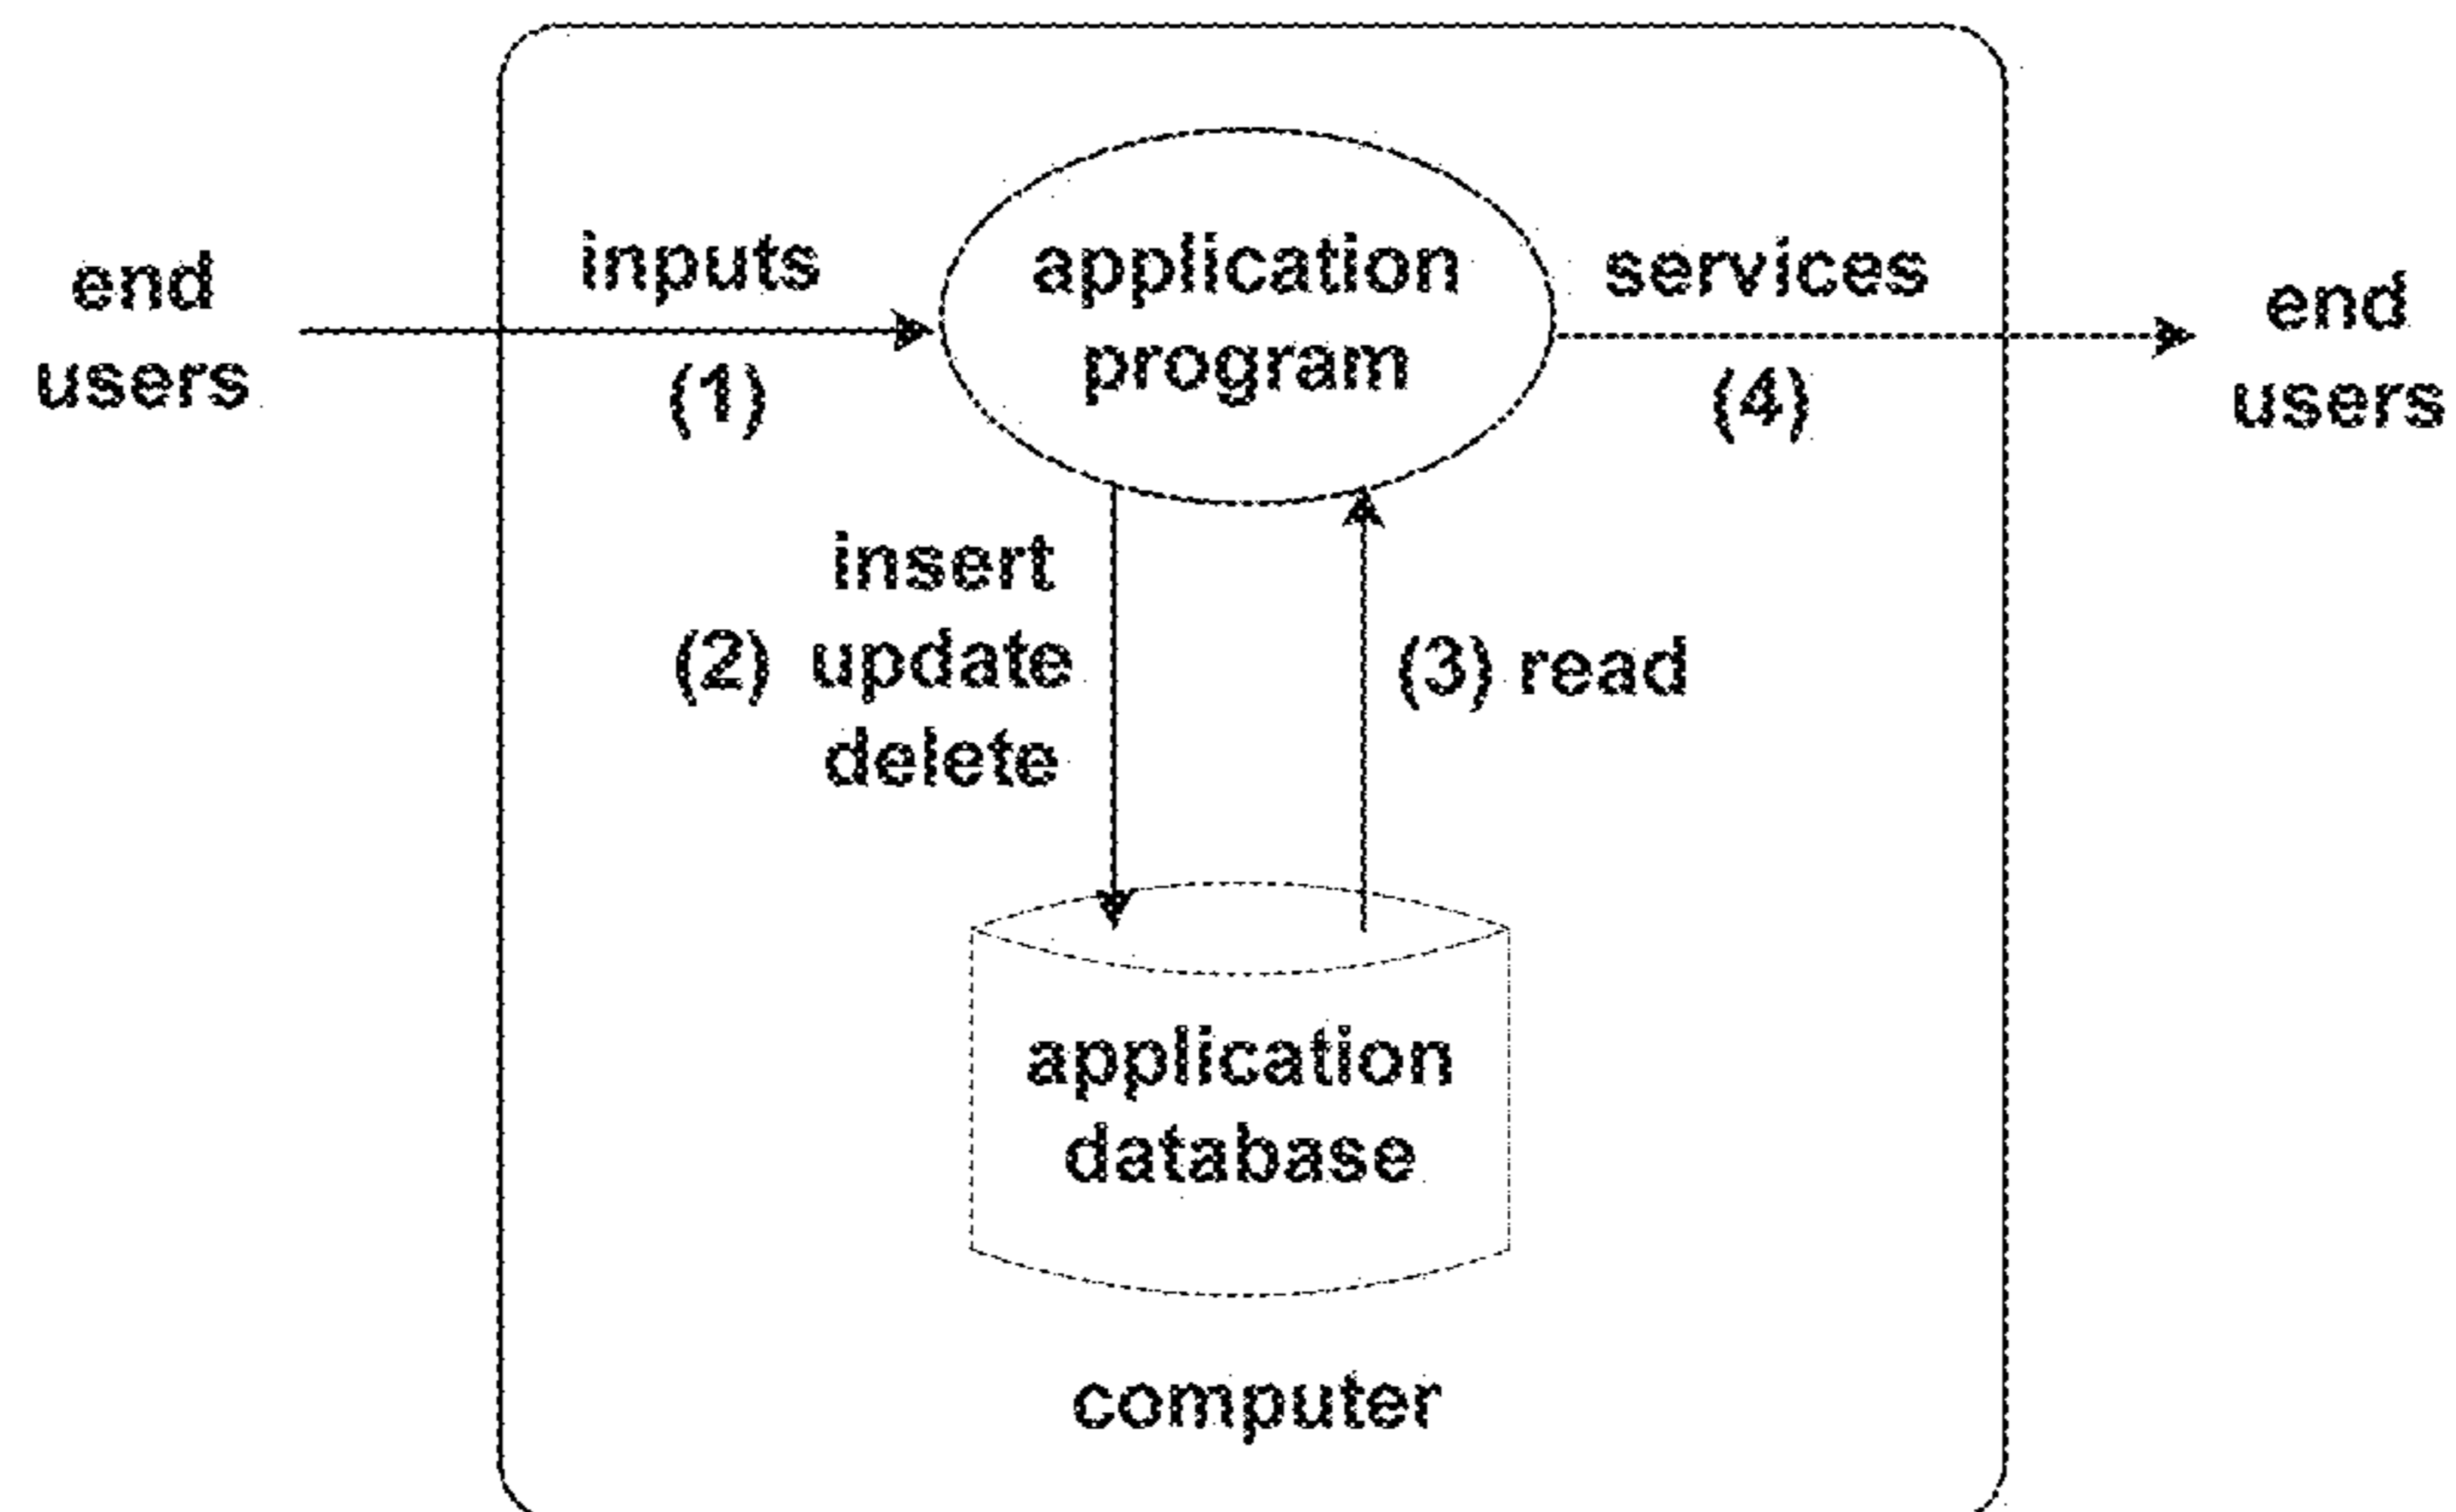 end
users
inputs
(1)
application
program
services
(4)
end
users
insert
(2) update
delete
(3) read
application
database
computer